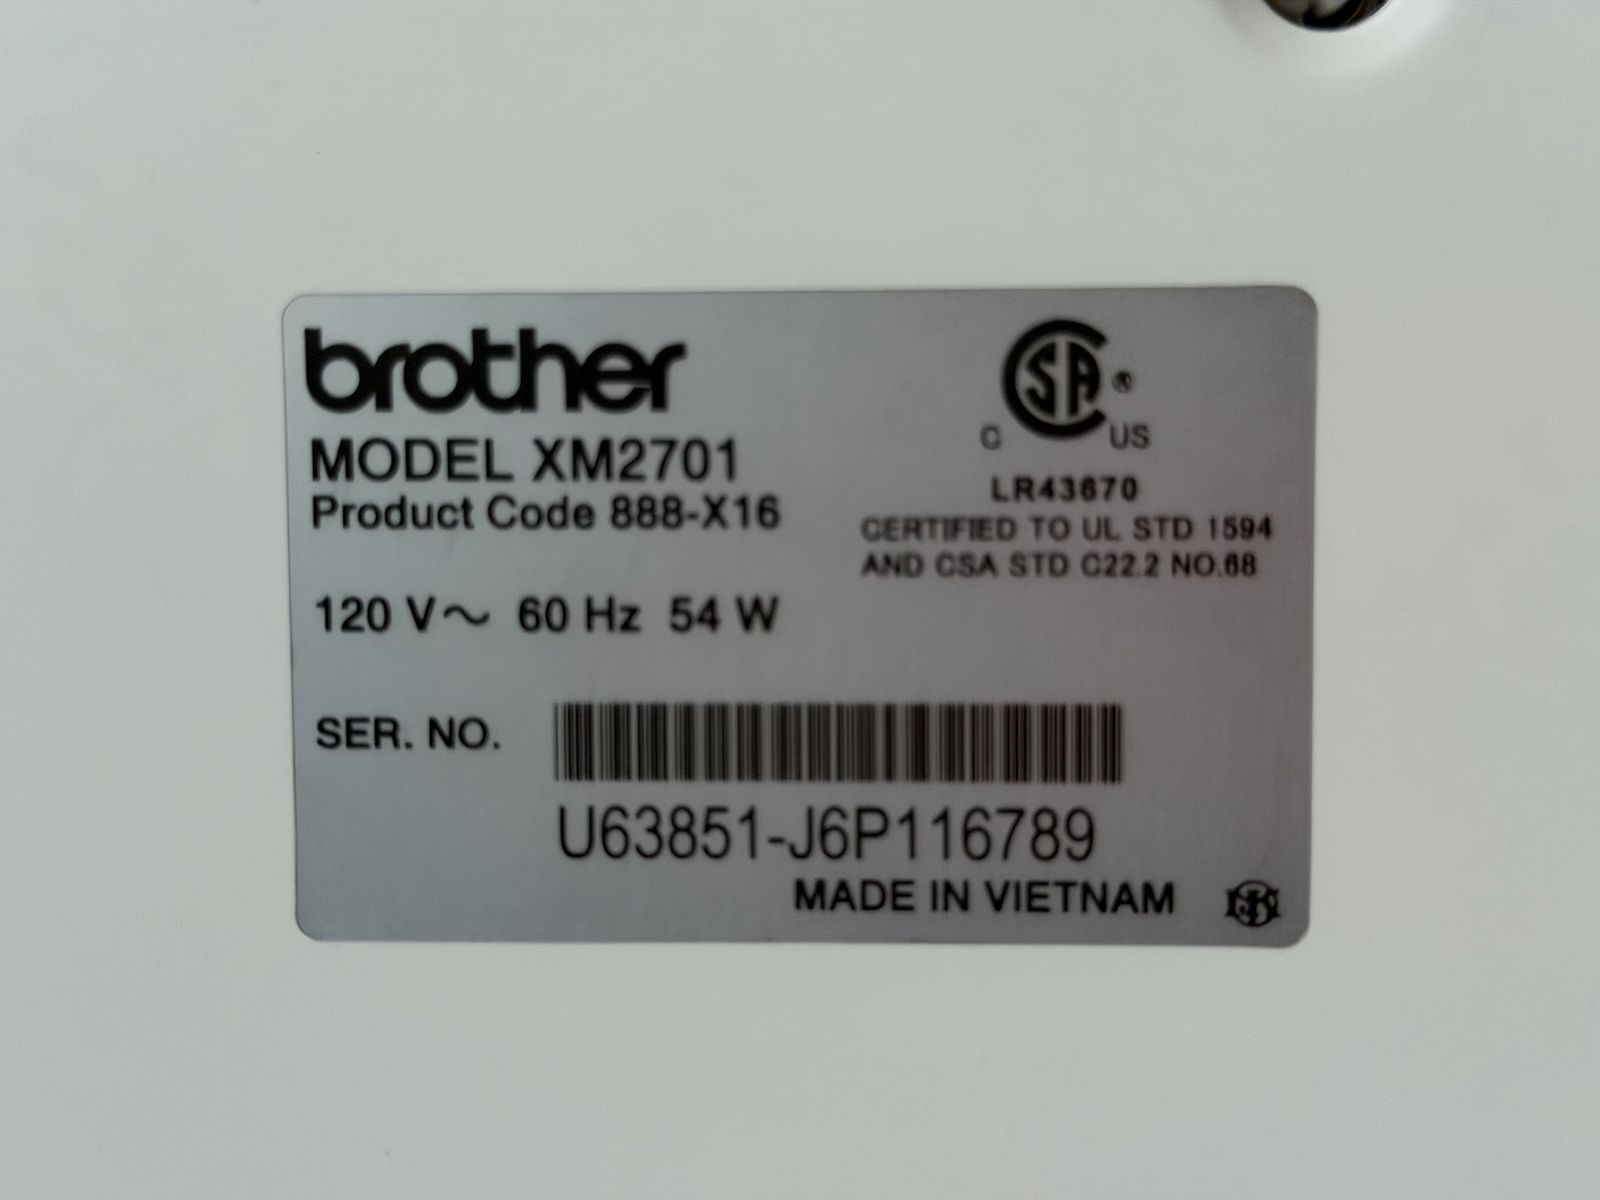 brother
MODEL XM2701
Product Code 888-X16
120 V～ 60 Hz 54 W
SER. NO.
U63851-J6P116789
MADE IN VIETNAM
CSA ®
C US
LR43670
CERTIFIED TO UL STD 1594
AND CSA STD C22.2 NO.68